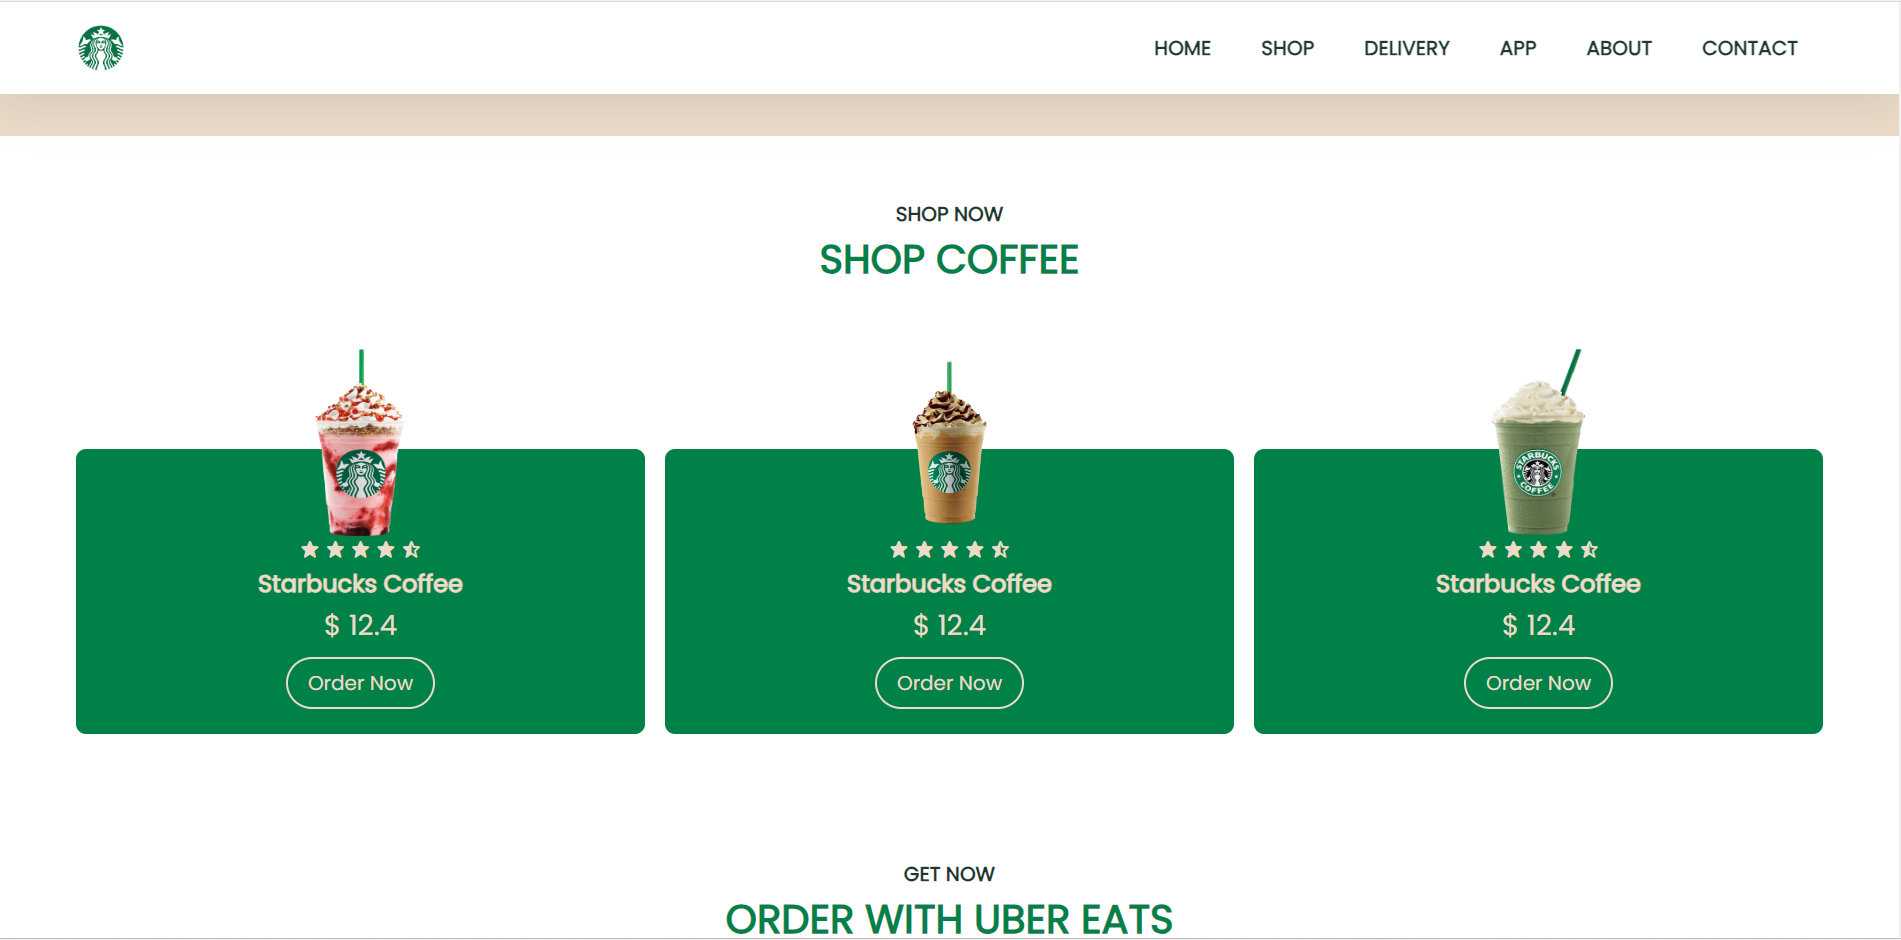 HOME SHOP DELIVERY APP ABOUT CONTACT
SHOP NOW
SHOP COFFEE
STARBUCKS
COFFEE
Starbucks Coffee
$ 12.4
Order Now
Starbucks Coffee
$ 12.4
Order Now
Starbucks Coffee
$ 12.4
Order Now
GET NOW
ORDER WITH UBER EATS